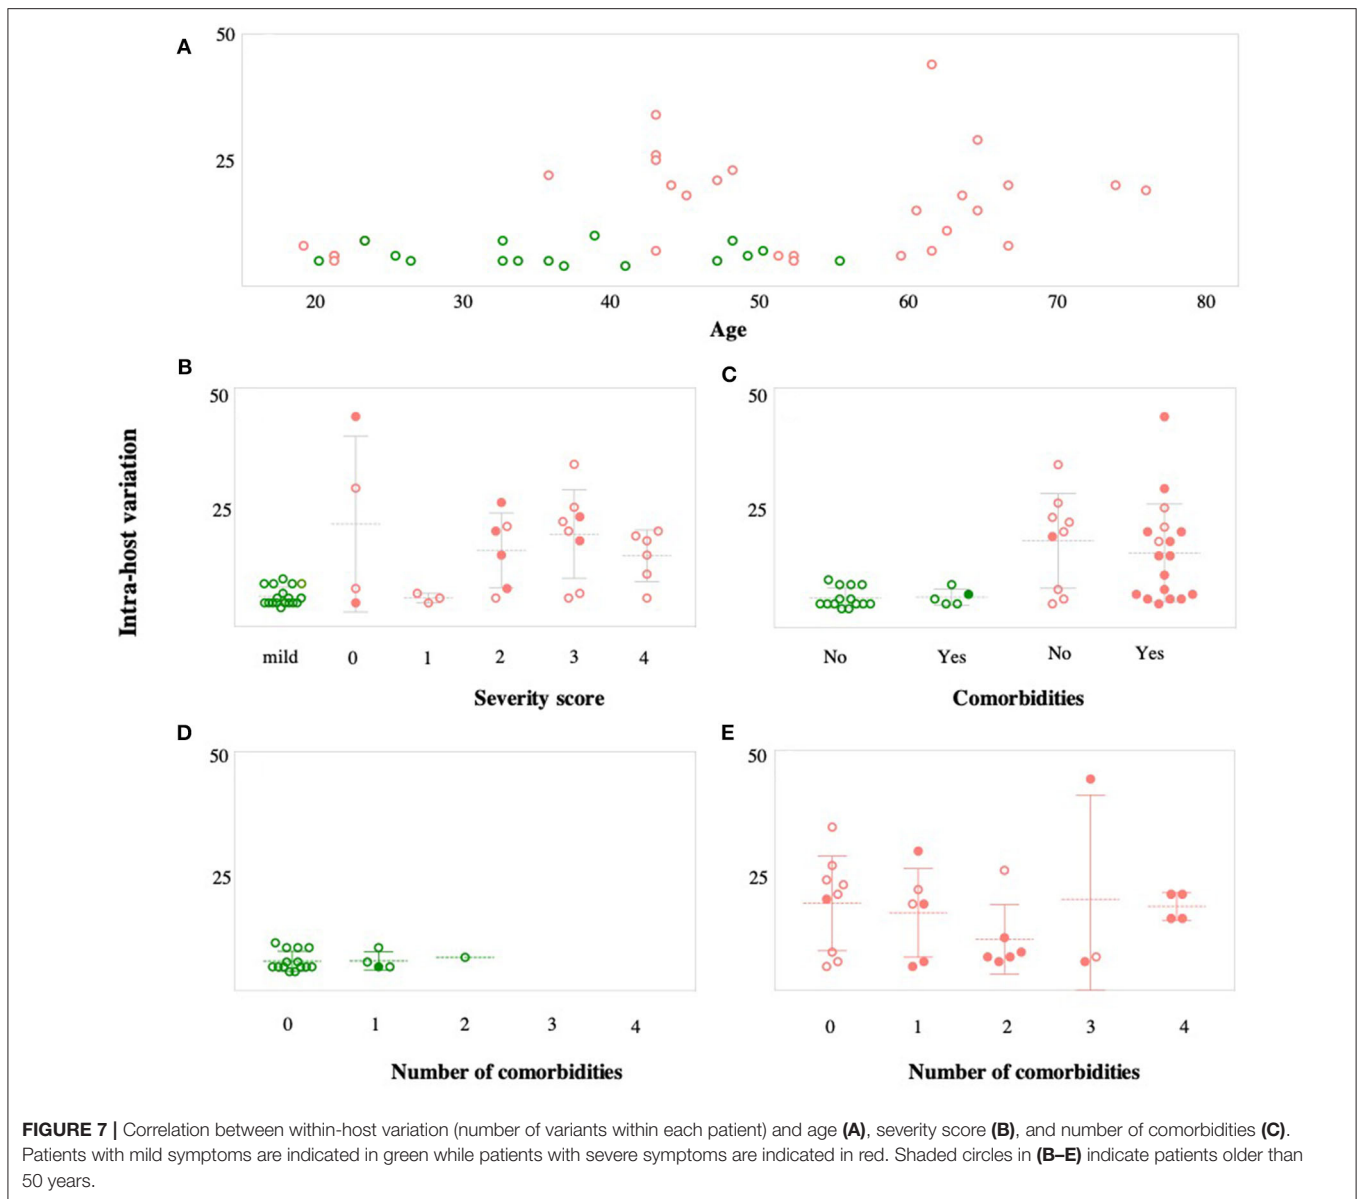 A
50
25
20 30 40 50 60 70 80
Age
Intra-host variation
B
50
25
mild 0 1 2 3 4
Severity score
C
50
25
No Yes No Yes
Comorbidities
D
50
25
0 1 2 3 4
Number of comorbidities
E
50
25
0 1 2 3 4
Number of comorbidities
FIGURE 7 | Correlation between within-host variation (number of variants within each patient) and age (A), severity score (B), and number of comorbidities (C).
Patients with mild symptoms are indicated in green while patients with severe symptoms are indicated in red. Shaded circles in (B–E) indicate patients older than
50 years.